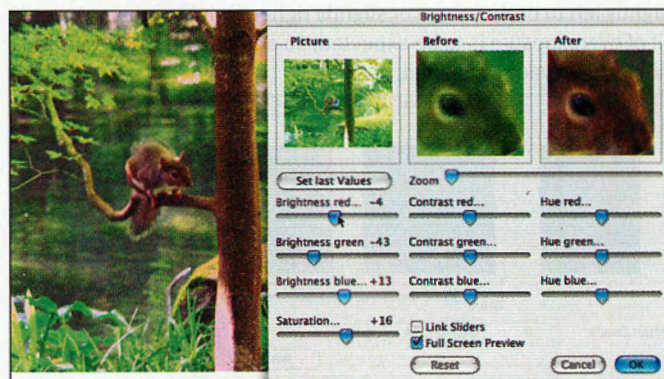 Brightness/Contrast
Picture
Before
After
Set last Values
Zoom
Brightness red... -4
Contrast red...
Hue red...
Brightness green -43
Contrast green...
Hue green...
Brightness blue... +13
Contrast blue...
Hue blue...
Saturation... +16
Link Sliders
Full Screen Preview
Reset
Cancel
OK